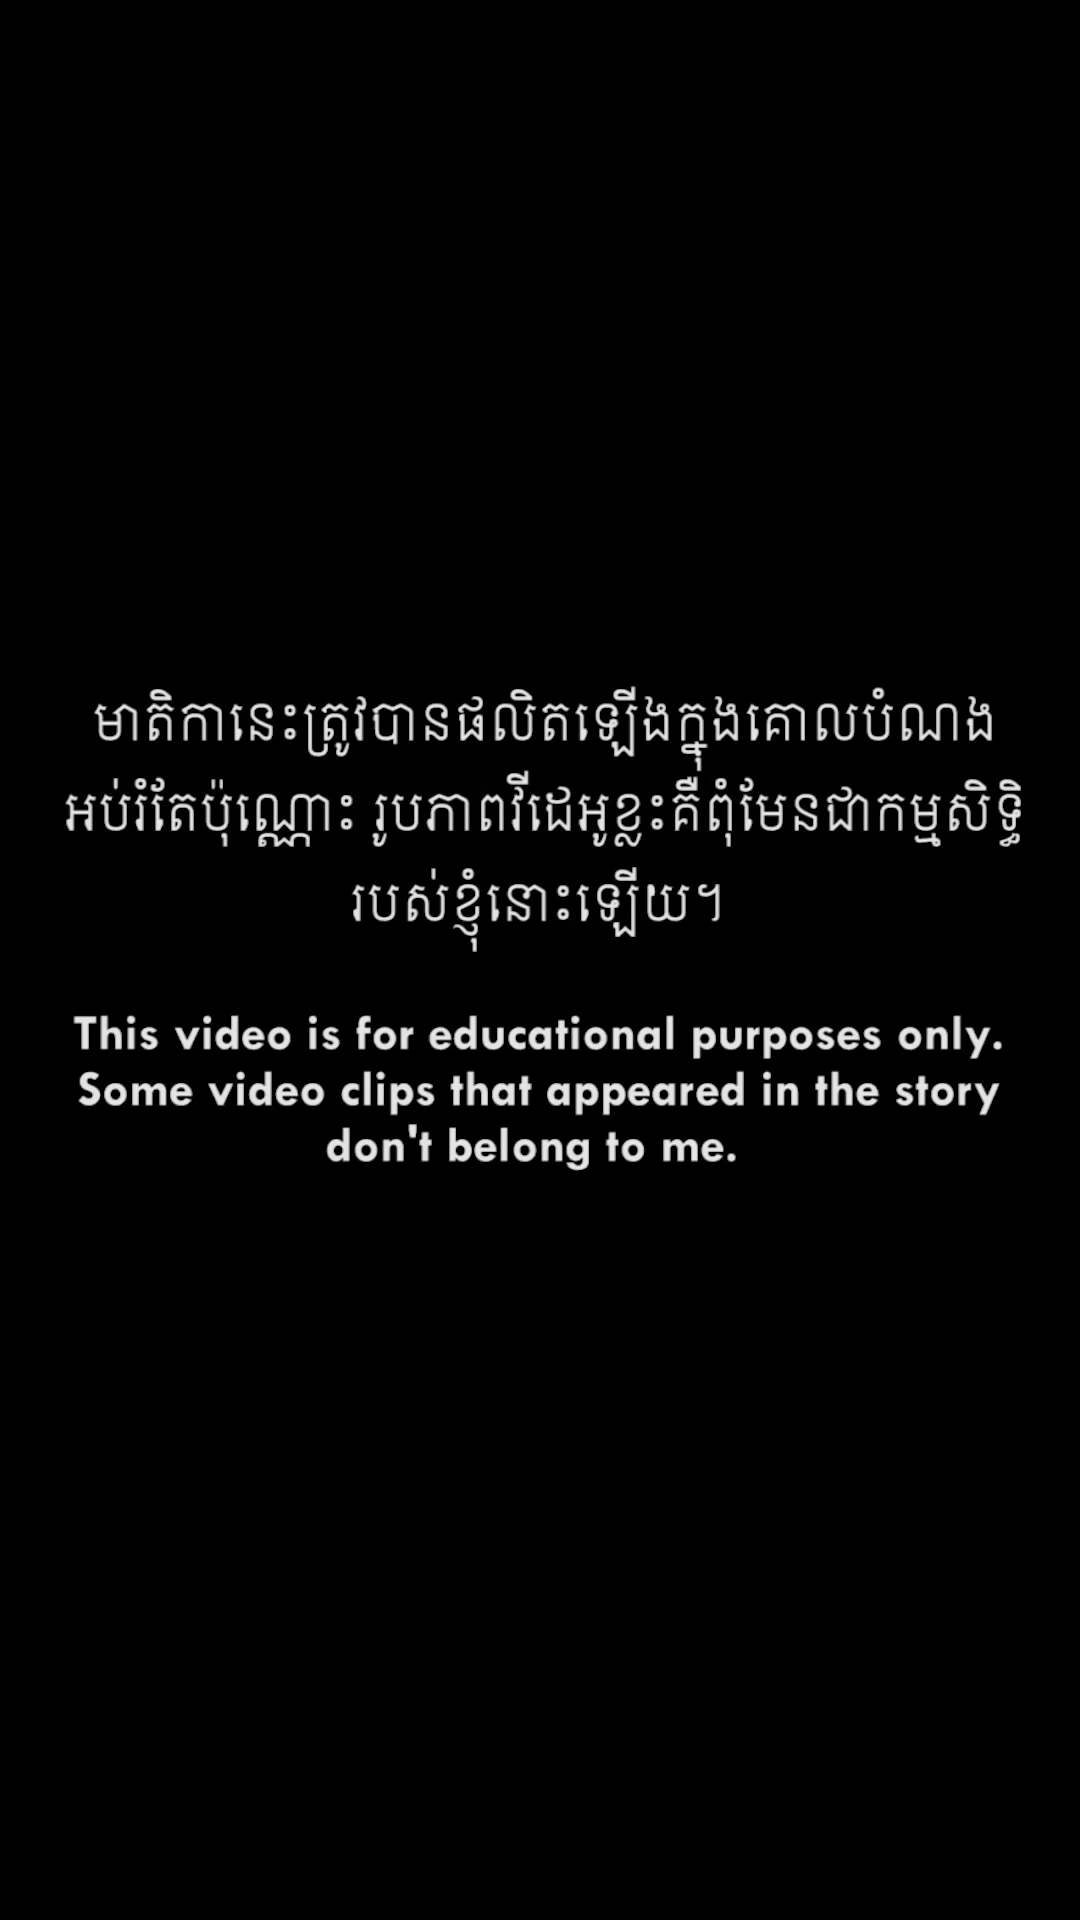 មាតិកានេះត្រូវបានផលិតឡើងក្នុងគោលបំណង
អប់រំតែប៉ុណ្ណោះ រូបភាពវីដេអូខ្លះគឺពុំមែនជាកម្មសិទ្ធិ
របស់ខ្ញុំនោះឡើយ។
This video is for educational purposes only.
Some video clips that appeared in the story
don't belong to me.